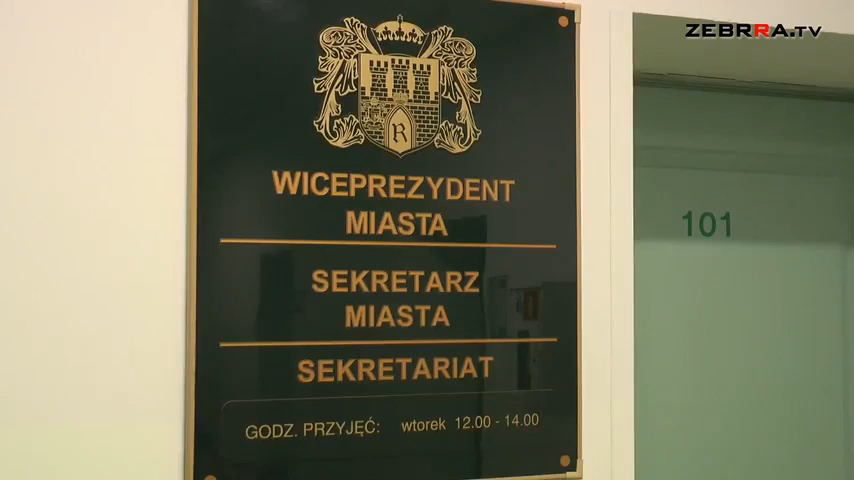 ZEBRRA.TV
R
WICEPREZYDENT
MIASTA
101
SEKRETARZ
MIASTA
SEKRETARIAT
GODZ. PRZYJĘĆ: wtorek 12.00 - 14.00